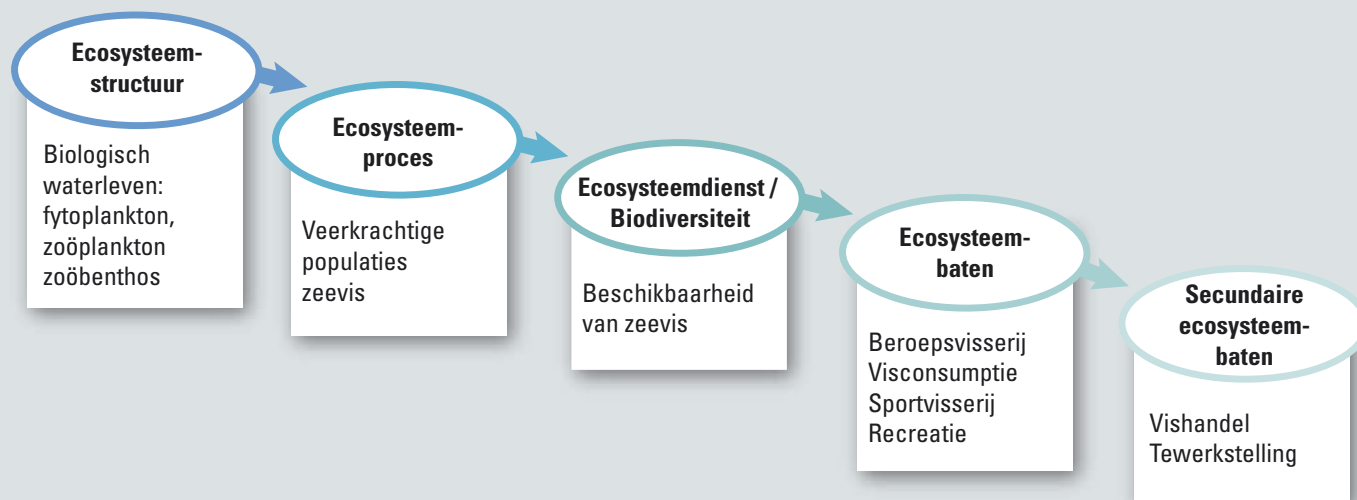 Ecosysteem-
structuur
Biologisch
waterleven:
fytoplankton,
zoöplankton
zoöbenthos
Ecosysteem-
proces
Veerkrachtige
populaties
zeevis
Ecosysteemdienst /
Biodiversiteit
Beschikbaarheid
van zeevis
Ecosysteem-
baten
Beroepsvisserij
Visconsumptie
Sportvisserij
Recreatie
Secundaire
ecosysteem-
baten
Vishandel
Tewerkstelling